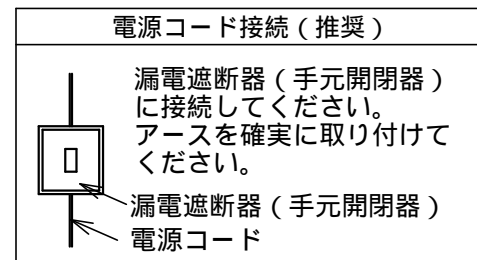 電源コード接続(推奨)
漏電遮断器(手元開閉器)
に接続してください。
アースを確実に取り付けて
ください。
漏電遮断器(手元開閉器)
電源コード